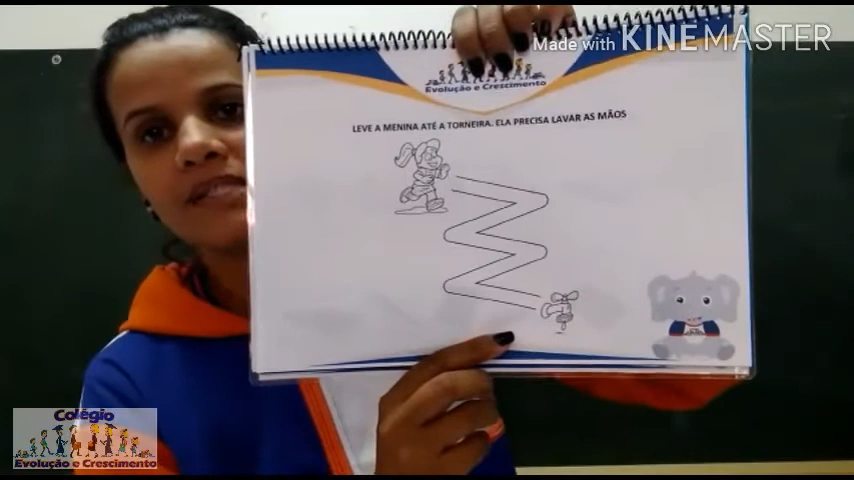 Made with KINEMASTER
Evolução e Crescimento
LEVE A MENINA ATÉ A TORNEIRA. ELA PRECISA LAVAR AS MÃOS
Colégio
Evolução e Crescimento